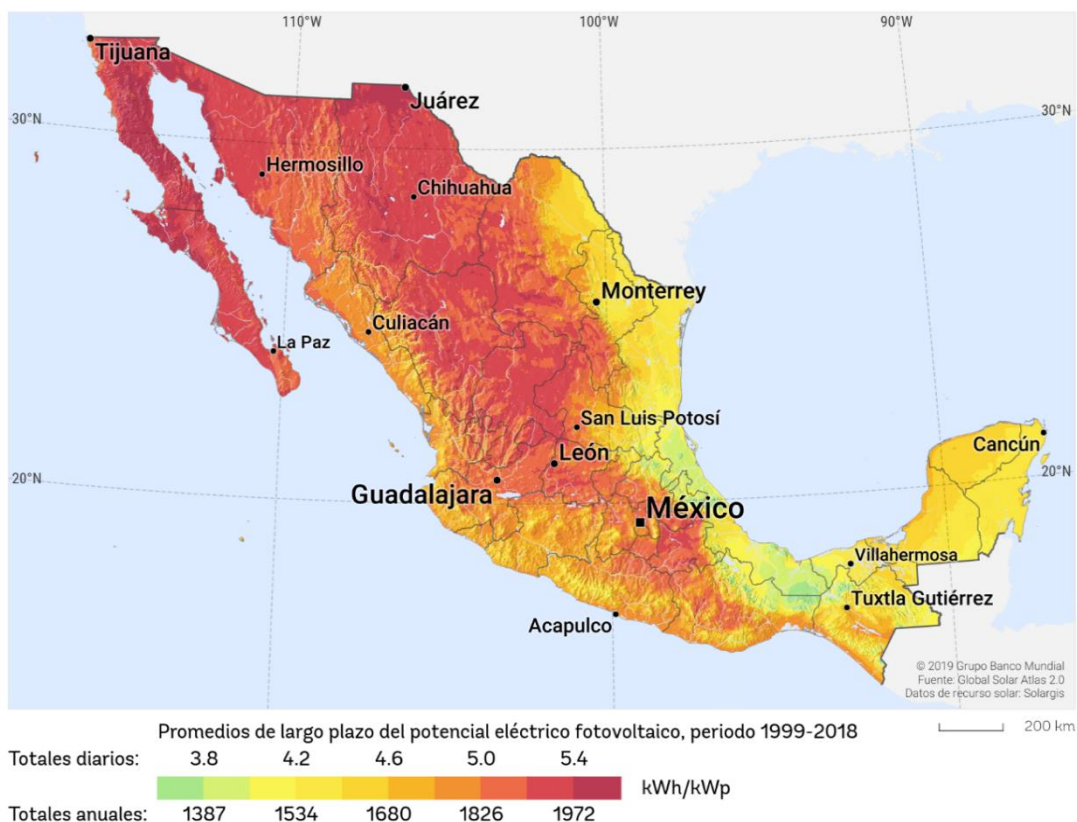 110°W 100°W 90°W
Tijuana
Juárez
30°N 30°N
Hermosillo
Chihuahua
Monterrey
Culiacán
La Paz
San Luis Potosí
Cancún
León
20°N 20°N
Guadalajara
México
Villahermosa
Tuxtla Gutiérrez
Acapulco
© 2019 Grupo Banco Mundial
Fuente: Global Solar Atlas 2.0
Datos de recurso solar: Solargis
Promedios de largo plazo del potencial eléctrico fotovoltaico, periodo 1999-2018
200 km
Totales diarios: 3.8 4.2 4.6 5.0 5.4
kWh/kWp
Totales anuales: 1387 1534 1680 1826 1972